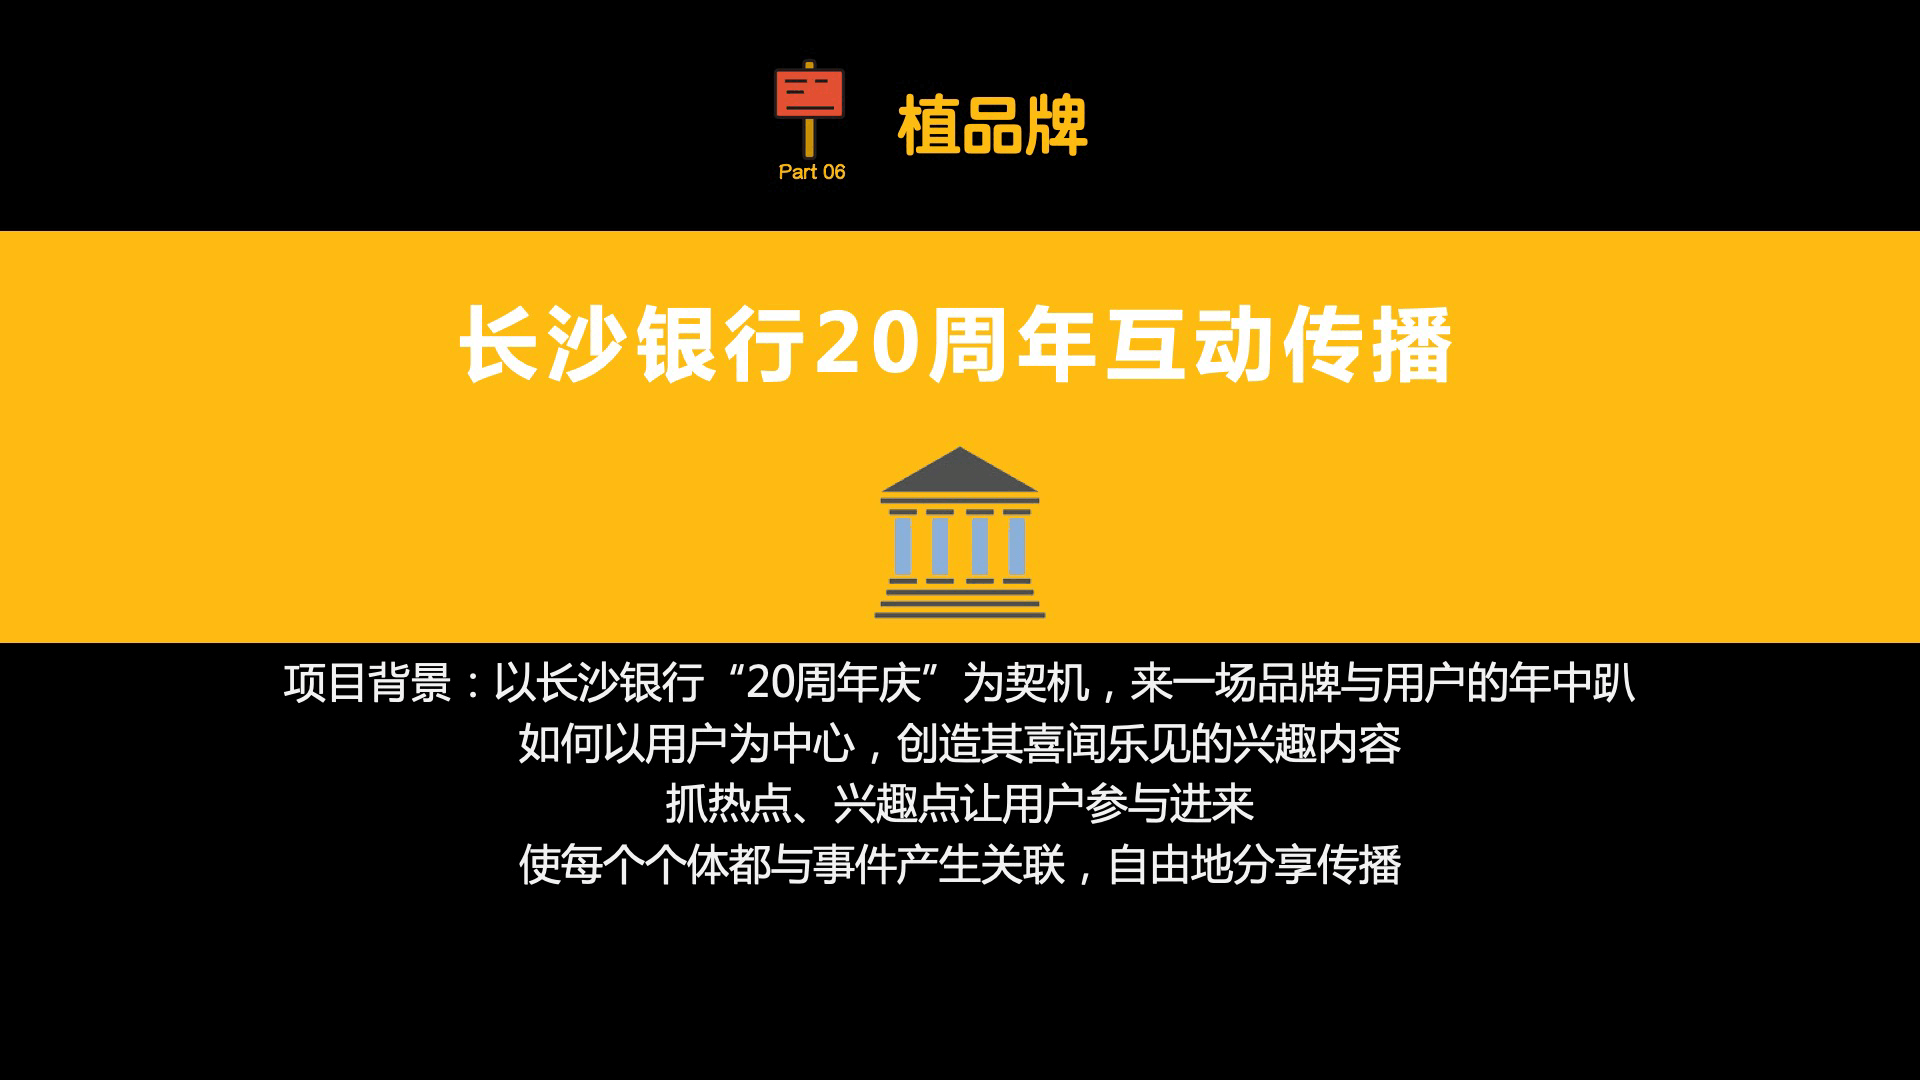 植品牌
Part 06
长沙银行20周年互动传播
项目背景：以长沙银行“20周年庆”为契机，来一场品牌与用户的年中趴
如何以用户为中心，创造其喜闻乐见的兴趣内容
抓热点、兴趣点让用户参与进来
使每个个体都与事件产生关联，自由地分享传播